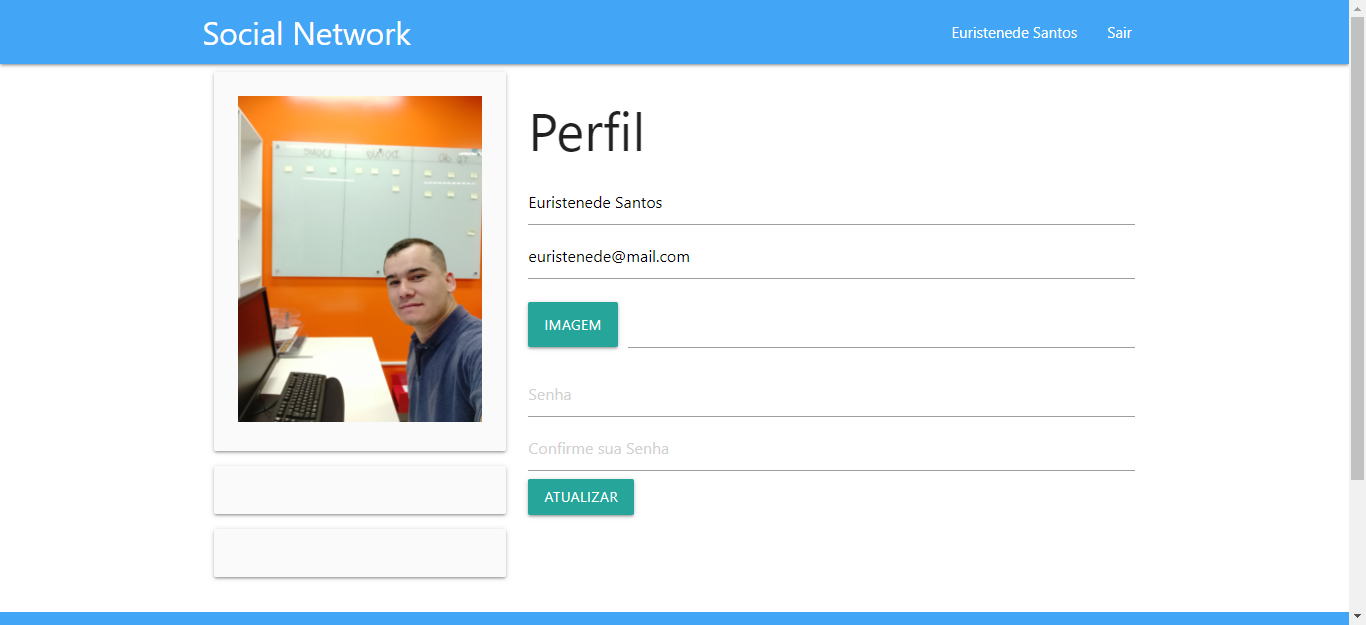 Social Network
Euristenede Santos
Sair
Perfil
Euristenede Santos
euristenede@mail.com
IMAGEM
Senha
Confirme sua Senha
ATUALIZAR